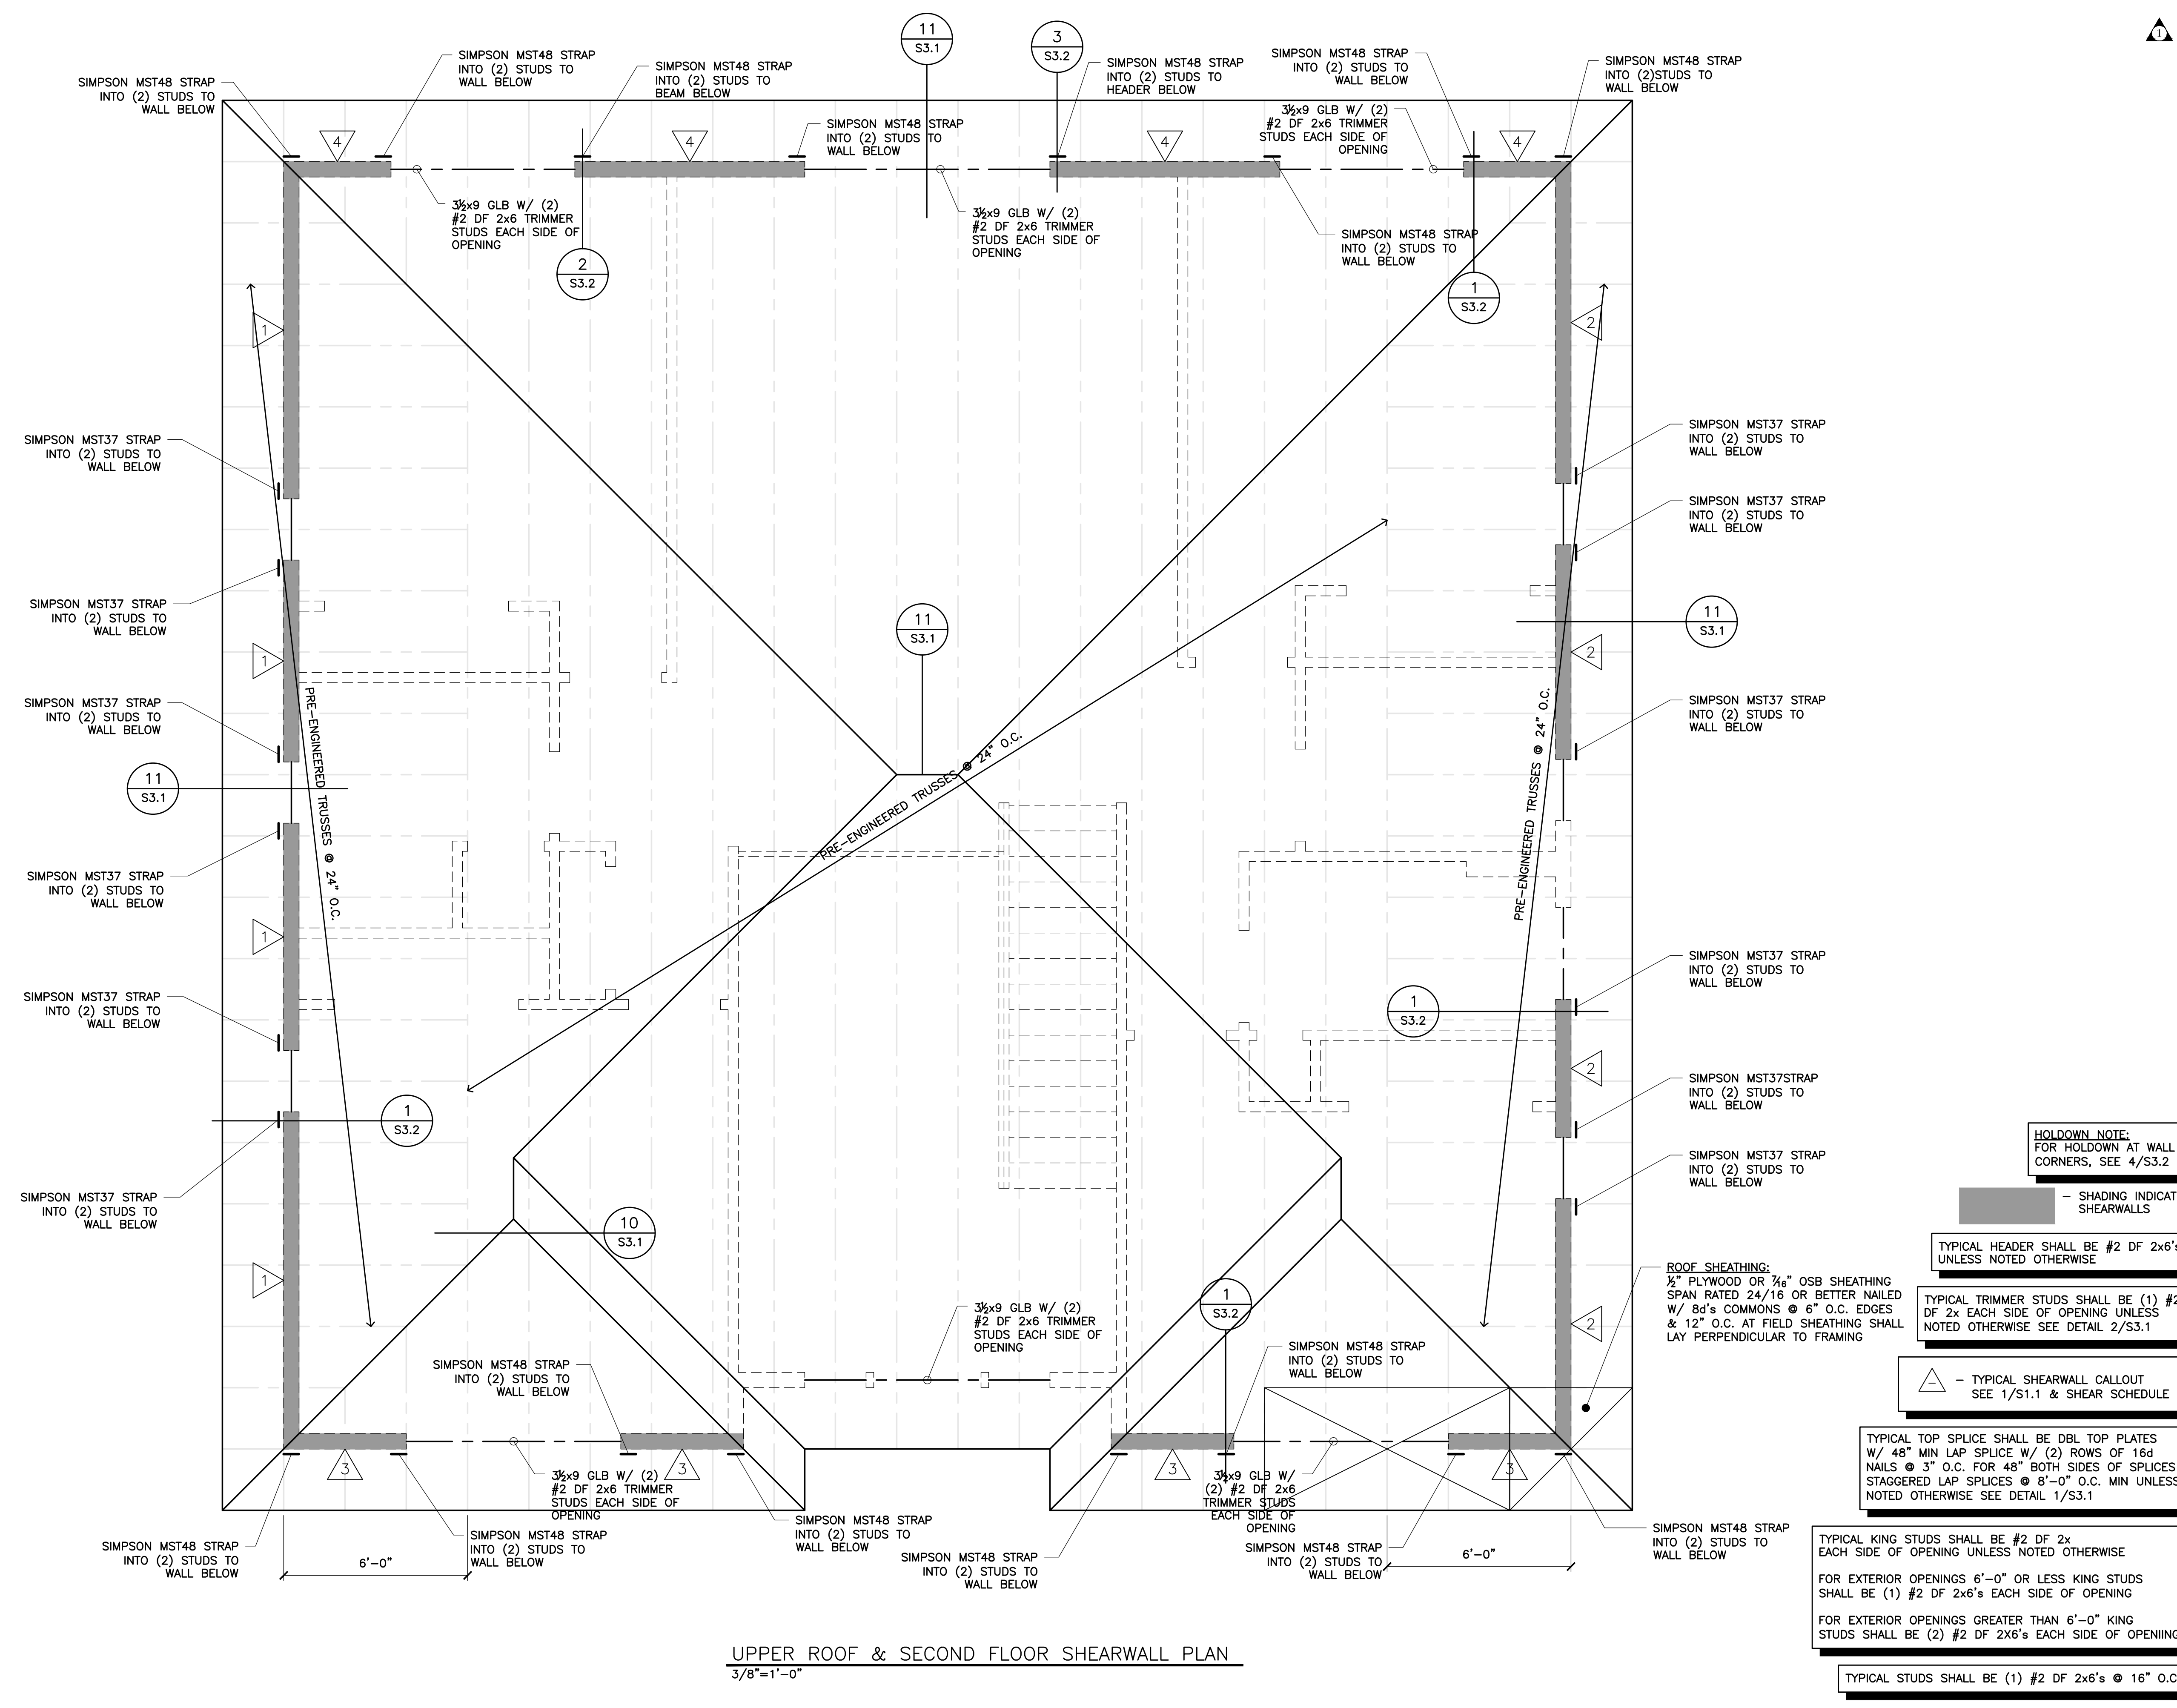 1
11
S3.1
3
S3.2
SIMPSON MST48 STRAP
INTO (2) STUDS TO
WALL BELOW
SIMPSON MST48 STRAP
INTO (2) STUDS TO
WALL BELOW
SIMPSON MST48 STRAP
INTO (2) STUDS TO
BEAM BELOW
SIMPSON MST48 STRAP
INTO (2) STUDS TO
WALL BELOW
SIMPSON MST48 STRAP
INTO (2) STUDS TO
HEADER BELOW
SIMPSON MST48 STRAP
INTO (2) STUDS TO
WALL BELOW
3½x9 GLB W/ (2)
#2 DF 2x6 TRIMMER
STUDS EACH SIDE OF
OPENING
SIMPSON MST48 STRAP
INTO (2)STUDS TO
WALL BELOW
4
4
4
4
3½x9 GLB W/ (2)
#2 DF 2x6 TRIMMER
STUDS EACH SIDE OF
OPENING
2
S3.2
3½x9 GLB W/ (2)
#2 DF 2x6 TRIMMER
STUDS EACH SIDE OF
OPENING
SIMPSON MST48 STRAP
INTO (2) STUDS TO
WALL BELOW
1
S3.2
1
2
SIMPSON MST37 STRAP
INTO (2) STUDS TO
WALL BELOW
SIMPSON MST37 STRAP
INTO (2) STUDS TO
WALL BELOW
SIMPSON MST37 STRAP
INTO (2) STUDS TO
WALL BELOW
SIMPSON MST37 STRAP
INTO (2) STUDS TO
WALL BELOW
11
S3.1
11
S3.1
1
2
PRE-ENGINEERED TRUSSES @ 24" O.C.
PRE-ENGINEERED TRUSSES @ 24" O.C.
PRE-ENGINEERED TRUSSES @ 24" O.C.
SIMPSON MST37 STRAP
INTO (2) STUDS TO
WALL BELOW
SIMPSON MST37 STRAP
INTO (2) STUDS TO
WALL BELOW
11
S3.1
SIMPSON MST37 STRAP
INTO (2) STUDS TO
WALL BELOW
1
SIMPSON MST37 STRAP
INTO (2) STUDS TO
WALL BELOW
SIMPSON MST37 STRAP
INTO (2) STUDS TO
WALL BELOW
1
S3.2
2
1
S3.2
SIMPSON MST37STRAP
INTO (2) STUDS TO
WALL BELOW
SIMPSON MST37 STRAP
INTO (2) STUDS TO
WALL BELOW
SIMPSON MST37 STRAP
INTO (2) STUDS TO
WALL BELOW
10
S3.1
1
2
1
S3.2
3½x9 GLB W/ (2)
#2 DF 2x6 TRIMMER
STUDS EACH SIDE OF
OPENING
SIMPSON MST48 STRAP
INTO (2) STUDS TO
WALL BELOW
SIMPSON MST48 STRAP
INTO (2) STUDS TO
WALL BELOW
3
3
3
3
3½x9 GLB W/ (2)
#2 DF 2x6 TRIMMER
STUDS EACH SIDE OF
OPENING
3½x9 GLB W/
(2) #2 DF 2x6
TRIMMER STUDS
EACH SIDE OF
OPENING
SIMPSON MST48 STRAP
INTO (2) STUDS TO
WALL BELOW
SIMPSON MST48 STRAP
INTO (2) STUDS TO
WALL BELOW
SIMPSON MST48 STRAP
INTO (2) STUDS TO
WALL BELOW
SIMPSON MST48 STRAP
INTO (2) STUDS TO
WALL BELOW
SIMPSON MST48 STRAP
INTO (2) STUDS TO
WALL BELOW
SIMPSON MST48 STRAP
INTO (2) STUDS TO
WALL BELOW
6'-0"
6'-0"
HOLDOWN NOTE:
FOR HOLDOWN AT WALL
CORNERS, SEE 4/S3.2
- SHADING INDICAT
SHEARWALLS
TYPICAL HEADER SHALL BE #2 DF 2x6's
UNLESS NOTED OTHERWISE
ROOF SHEATHING:
½" PLYWOOD OR 7/16" OSB SHEATHING
SPAN RATED 24/16 OR BETTER NAILED
W/ 8d's COMMONS @ 6" O.C. EDGES
& 12" O.C. AT FIELD SHEATHING SHALL
LAY PERPENDICULAR TO FRAMING
TYPICAL TRIMMER STUDS SHALL BE (1) #2
DF 2x EACH SIDE OF OPENING UNLESS
NOTED OTHERWISE SEE DETAIL 2/S3.1
- TYPICAL SHEARWALL CALLOUT
SEE 1/S1.1 & SHEAR SCHEDULE
TYPICAL TOP SPLICE SHALL BE DBL TOP PLATES
W/ 48" MIN LAP SPLICE W/ (2) ROWS OF 16d
NAILS @ 3" O.C. FOR 48" BOTH SIDES OF SPLICES
STAGGERED LAP SPLICES @ 8'-0" O.C. MIN UNLESS
NOTED OTHERWISE SEE DETAIL 1/S3.1
TYPICAL KING STUDS SHALL BE #2 DF 2x
EACH SIDE OF OPENING UNLESS NOTED OTHERWISE
FOR EXTERIOR OPENINGS 6'-0" OR LESS KING STUDS
SHALL BE (1) #2 DF 2x6's EACH SIDE OF OPENING
FOR EXTERIOR OPENINGS GREATER THAN 6'-0" KING
STUDS SHALL BE (2) #2 DF 2X6's EACH SIDE OF OPENIING
TYPICAL STUDS SHALL BE (1) #2 DF 2x6's @ 16" O.C
UPPER ROOF & SECOND FLOOR SHEARWALL PLAN
3/8"=1'-0"